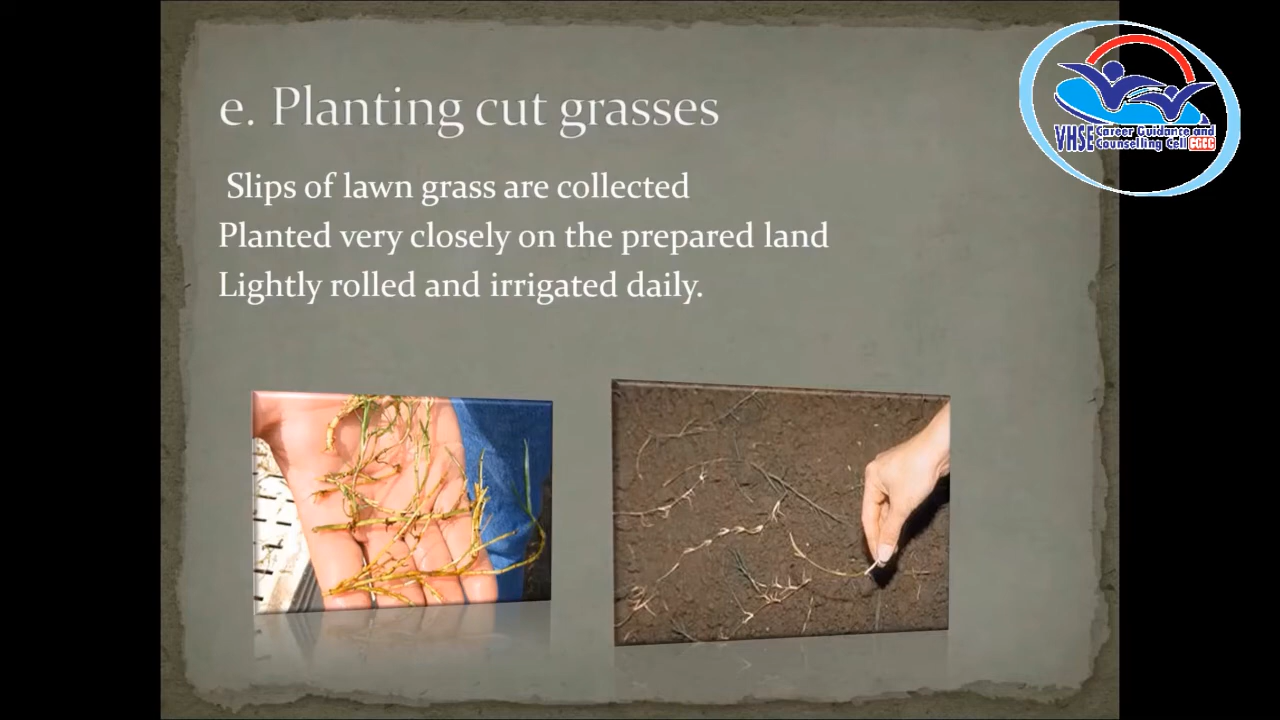 e. Planting cut grasses
Slips of lawn grass are collected
Planted very closely on the prepared land
Lightly rolled and irrigated daily.
VHSE Career Guidance and
Counselling Cell CGCC